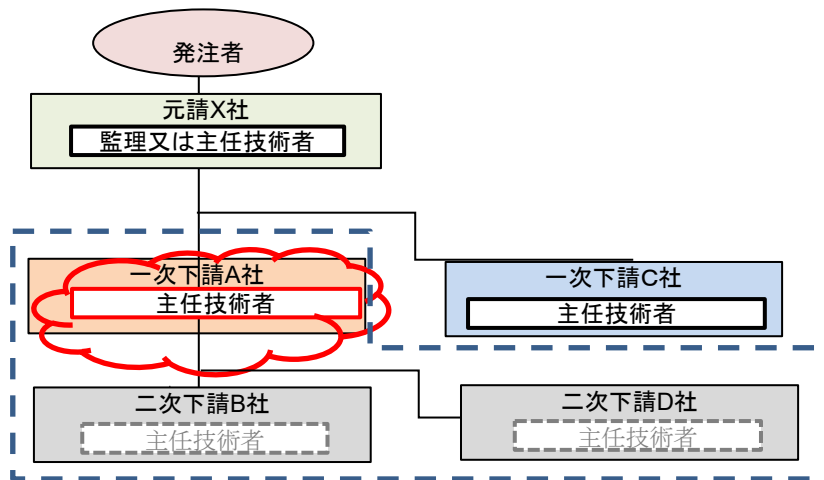 発注者
元請X社
監理又は主任技術者
一次下請A社
主任技術者
一次下請C社
主任技術者
二次下請B社
主任技術者
二次下請D社
主任技術者